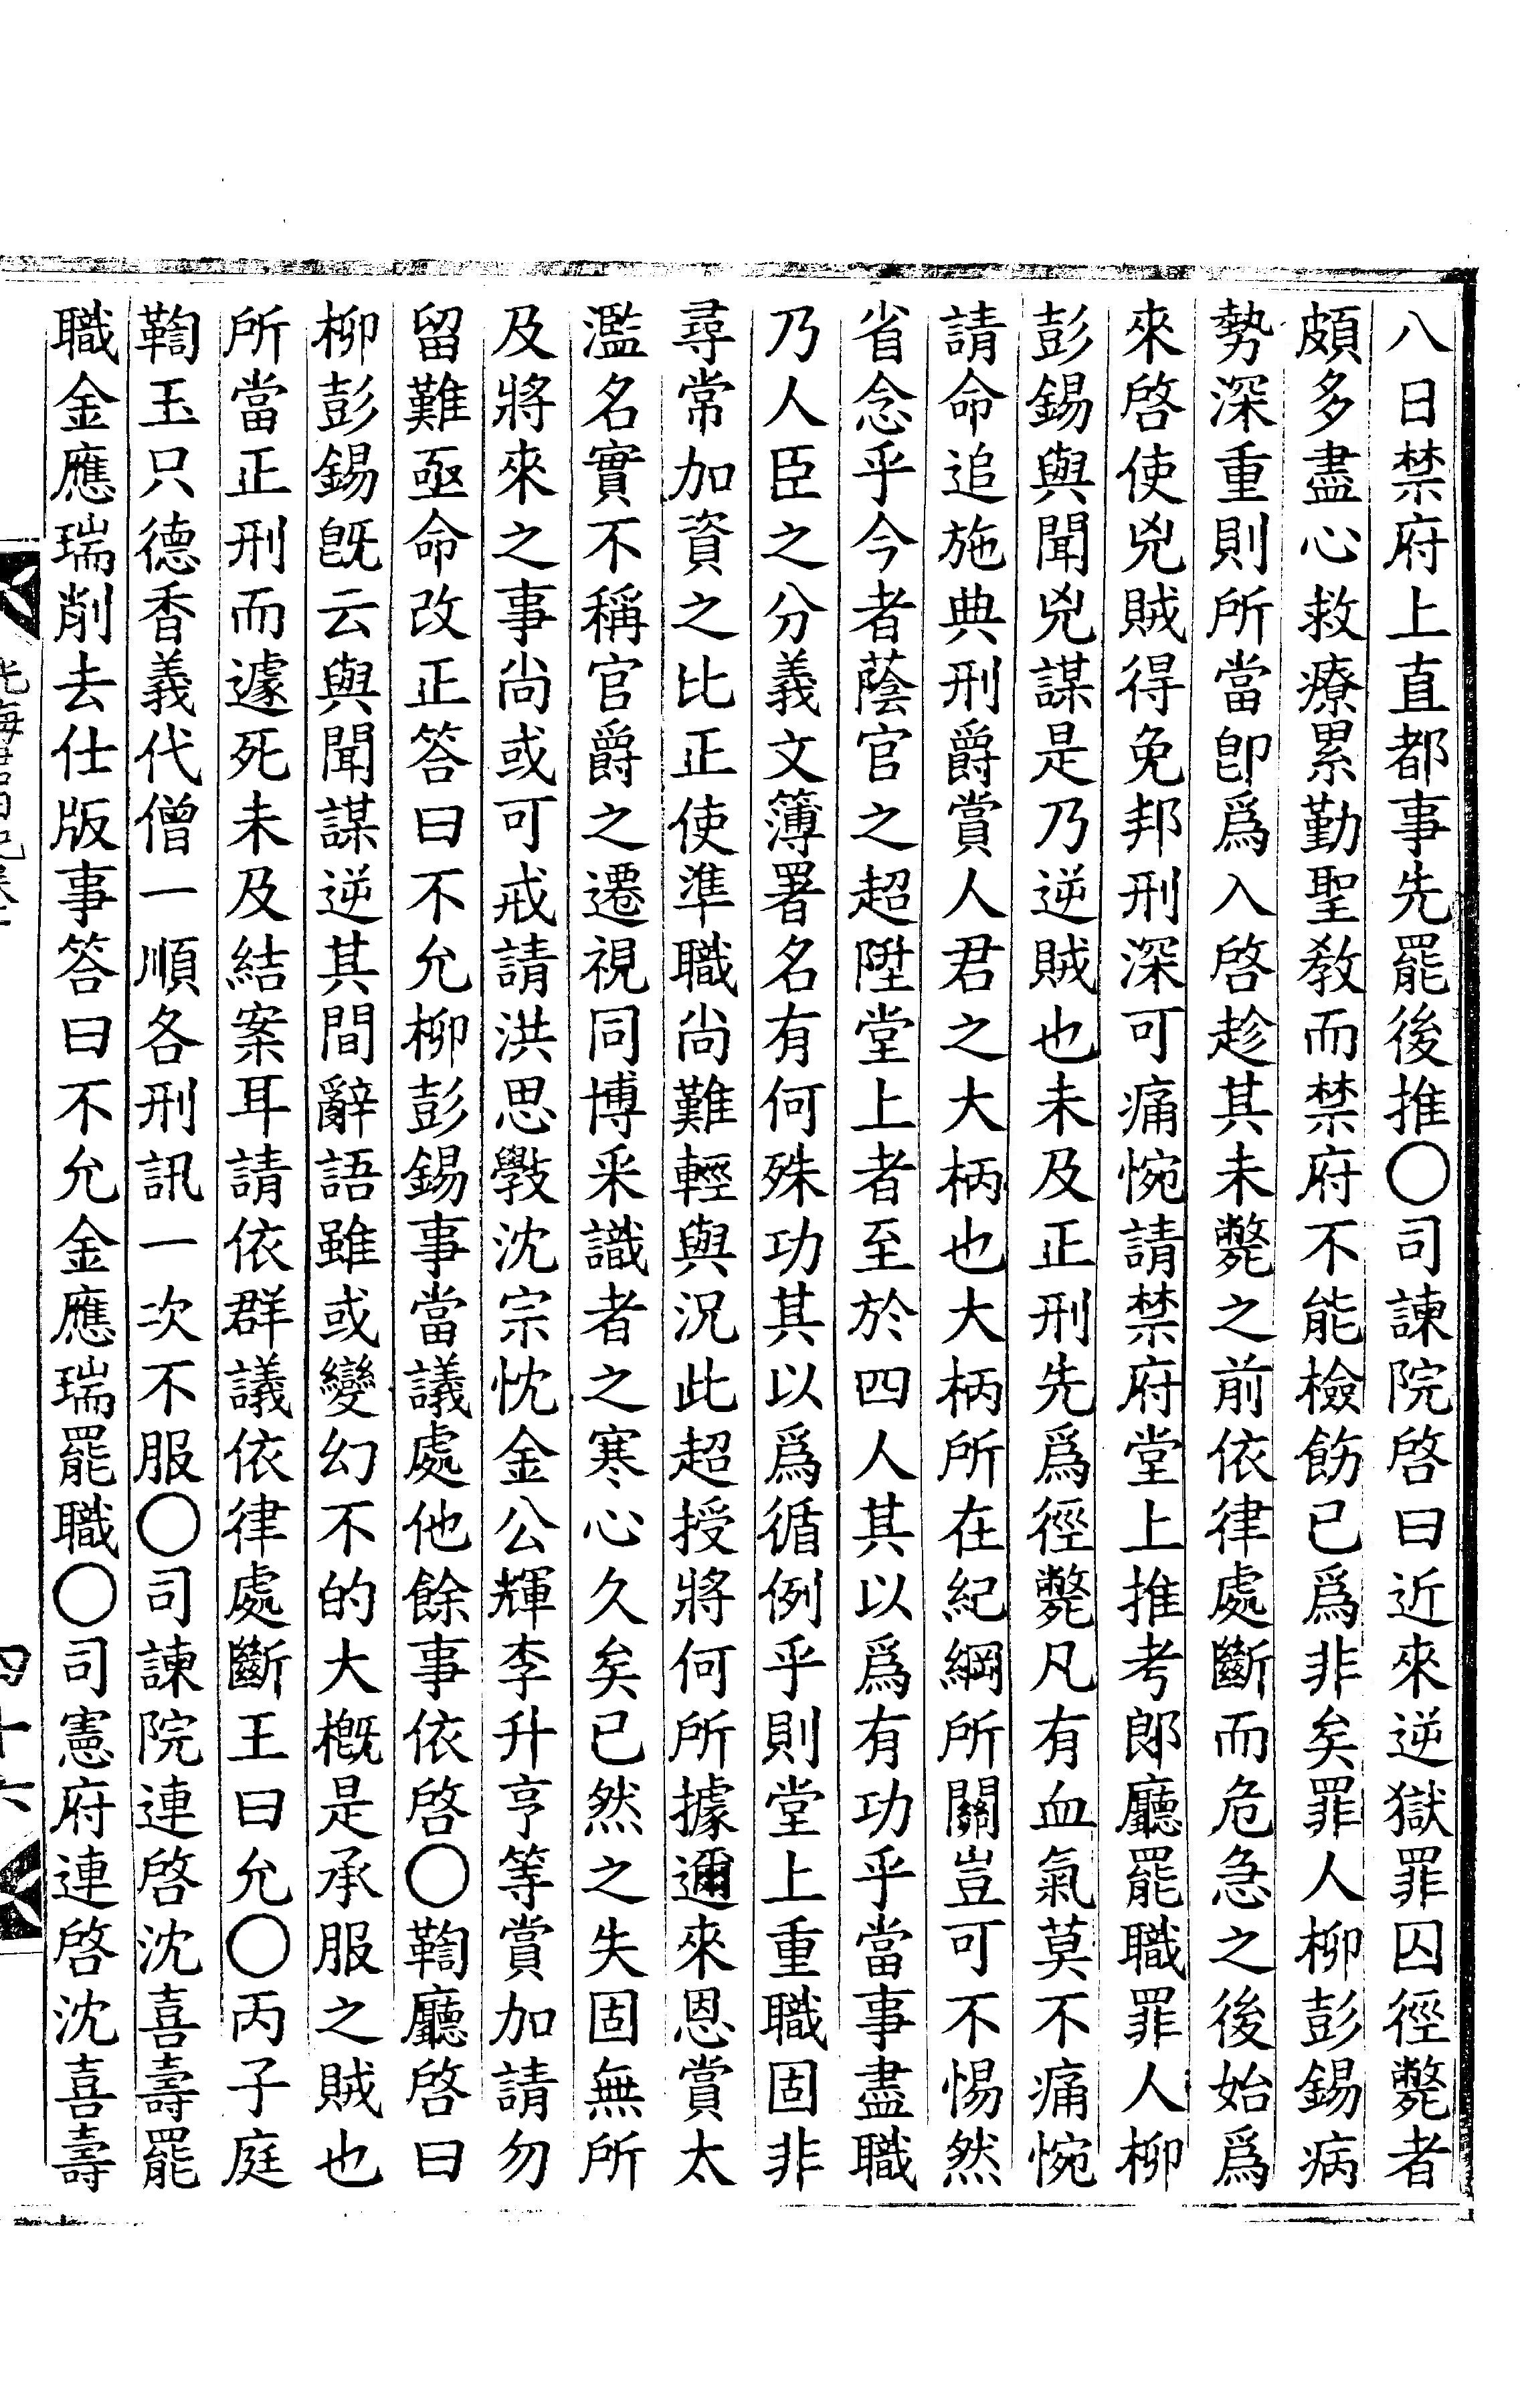 八日禁府上直都事先罷後推〇司諫院啓曰近來逆獄罪囚徑斃者
頗多盡心救療累勤聖教而禁府不能檢飭已爲非矣罪人柳彭錫病
勢深重則所當卽爲入啓趁其未斃之前依律處斷而危急之後始爲
來啓使兇賊得免邦刑深可痛惋請禁府堂上推考郞廳罷職罪人柳
彭錫與聞兇謀是乃逆賊也未及正刑先爲徑斃凡有血氣莫不痛惋
請命追施典刑爵賞人君之大柄也大柄所在紀綱所關豈可不惕然
省念乎今者蔭官之超陞堂上者至於四人其以爲有功乎當事盡職
乃人臣之分義文簿署名有何殊功其以爲循例乎則堂上重職固非
尋常加資之比正使準職尙難輕與況此超授將何所據邇來恩賞太
濫名實不稱官爵之遷視同博采識者之寒心久矣已然之失固無所
及將來之事尙或可戒請洪思斅沈宗忱金公輝李升亨等賞加請勿
留難亟命改正答曰不允柳彭錫事當議處他餘事依啓〇鞫廳啓曰
柳彭錫旣云與聞謀逆其間辭語雖或變幻不的大槪是承服之賊也
所當正刑而遽死未及結案耳請依群議依律處斷王曰允〇丙子庭
鞫玉只德香義代僧一順各刑訊一次不服〇司諫院連啓沈喜壽罷
職金應瑞削去仕版事答曰不允金應瑞罷職〇司憲府連啓沈喜壽
四十六